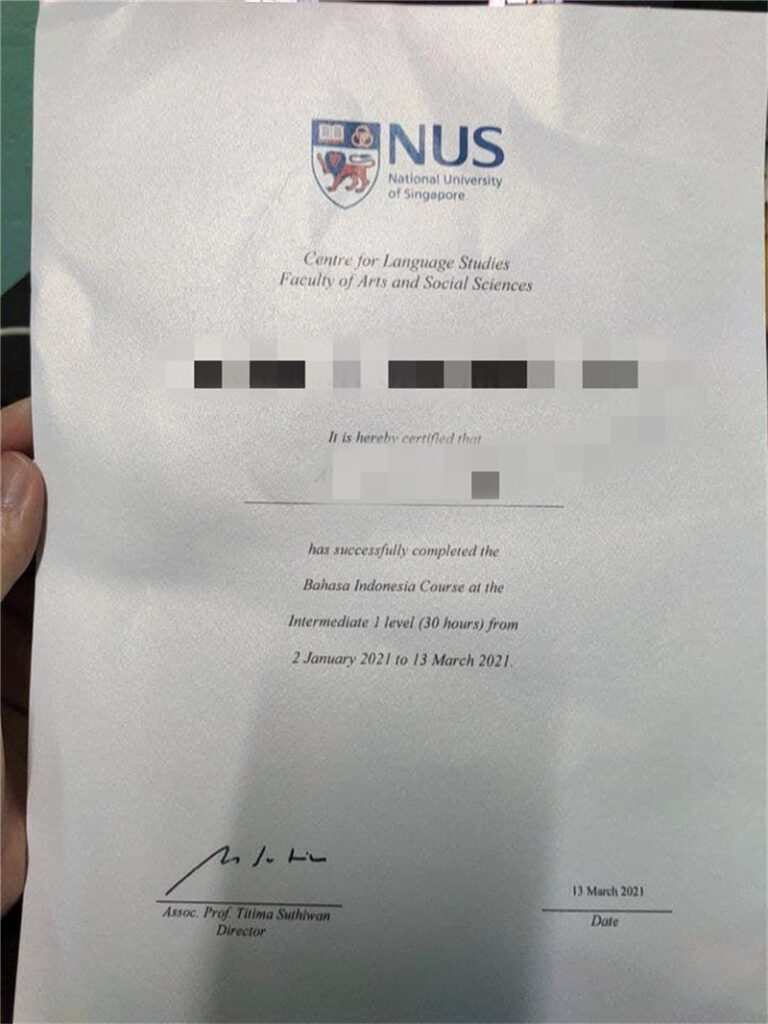 NUS
National University
of Singapore
Centre for Language Studies
Faculty of Arts and Social Sciences
It is hereby certified that
has successfully completed the
Bahasa Indonesia Course at the
Intermediate 1 level (30 hours) from
2 January 2021 to 13 March 2021.
13 March 2021
Assoc. Prof. Titima Suthiwan
Director
Date